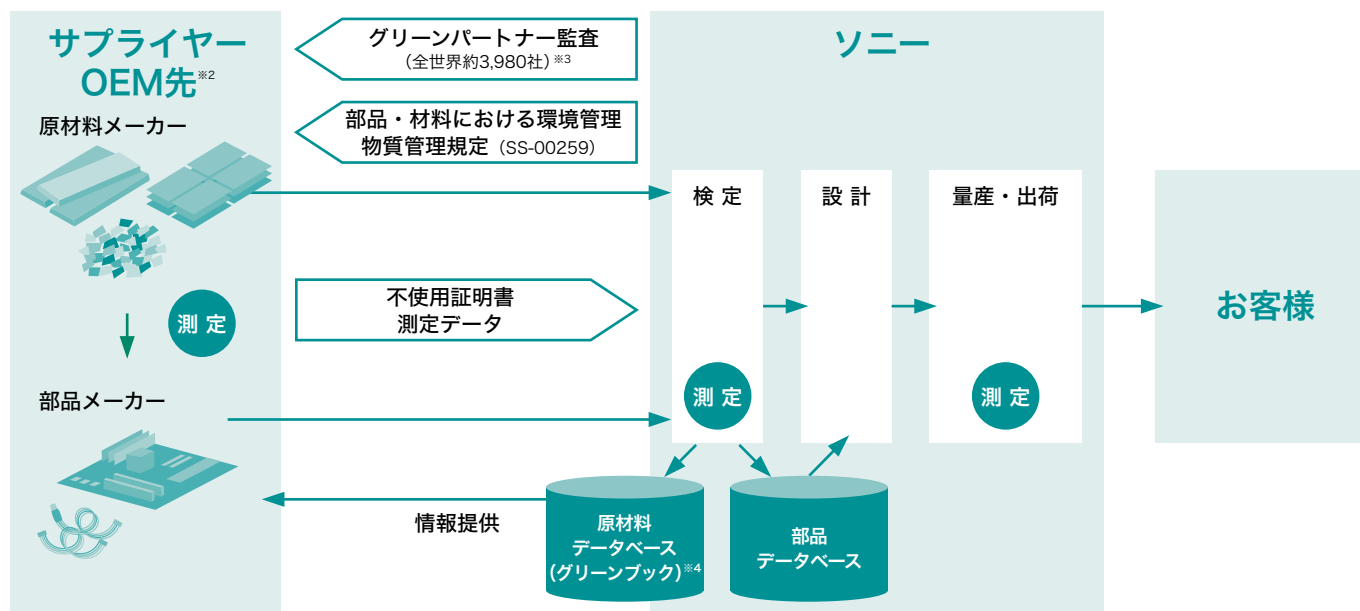 サプライヤー
OEM先※2
原材料メーカー
測定
部品メーカー
グリーンパートナー監査
(全世界約3,980社)※3
部品・材料における環境管理
物質管理規定(SS-00259)
不使用証明書
測定データ
情報提供
ソニー
検定
測定
設計
量産・出荷
測定
原材料
データベース
(グリーンブック)※4
部品
データベース
お客様